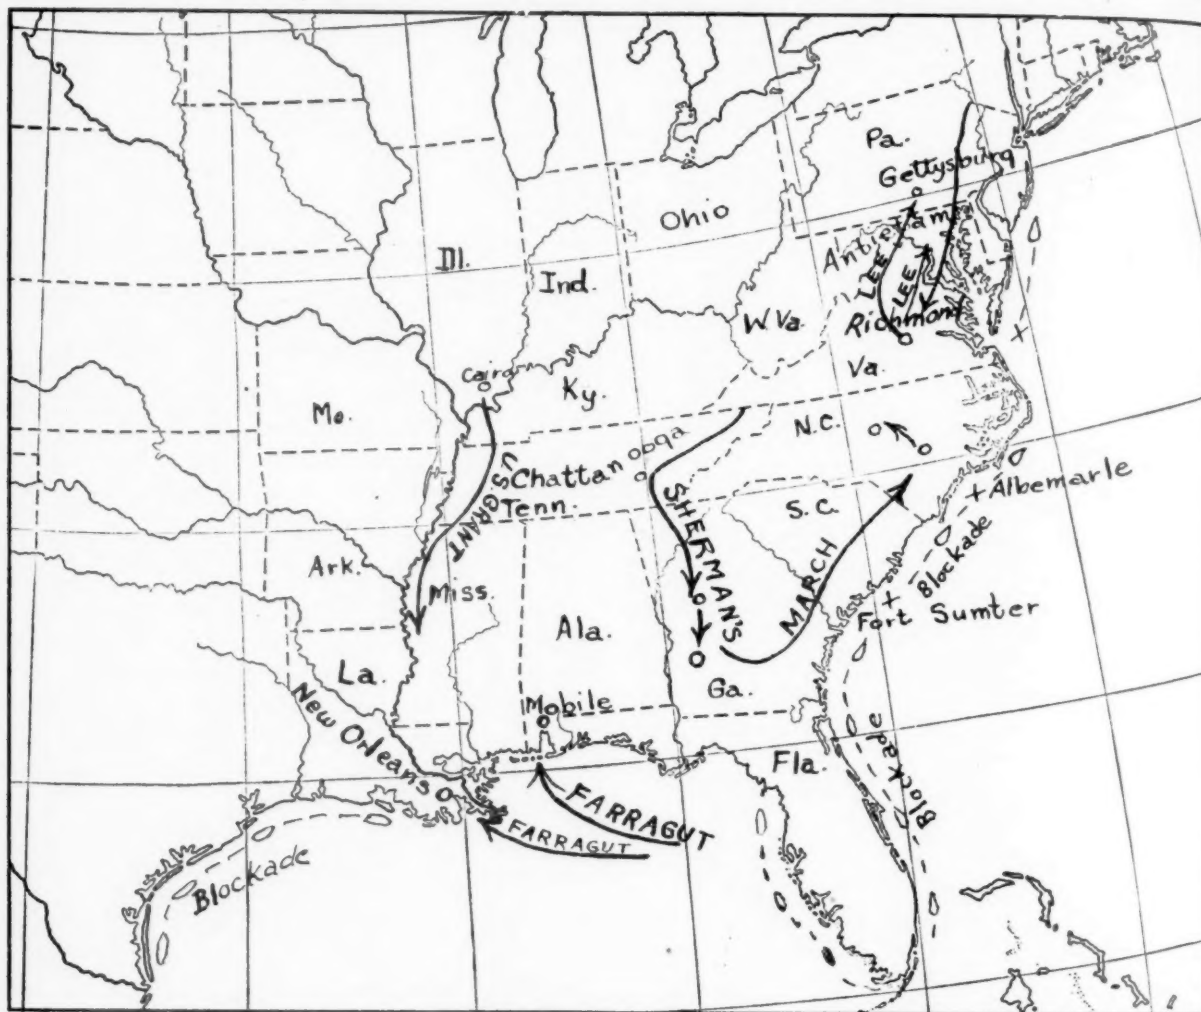 Pa.
Gettysburg
Ohio
Antietam
Ill.
Ind.
LEE
LEE
W.Va.
Richmond
Va.
Cairo
Ky.
Mo.
N.C.
Chattanooga
Tenn.
U S GRANT
SHERMAN'S
MARCH
S.C.
Albemarle
Blockade
Fort Sumter
Ark.
Miss.
Ala.
La.
Ga.
Mobile
New Orleans
Fla.
Blockade
FARRAGUT
FARRAGUT
Blockade